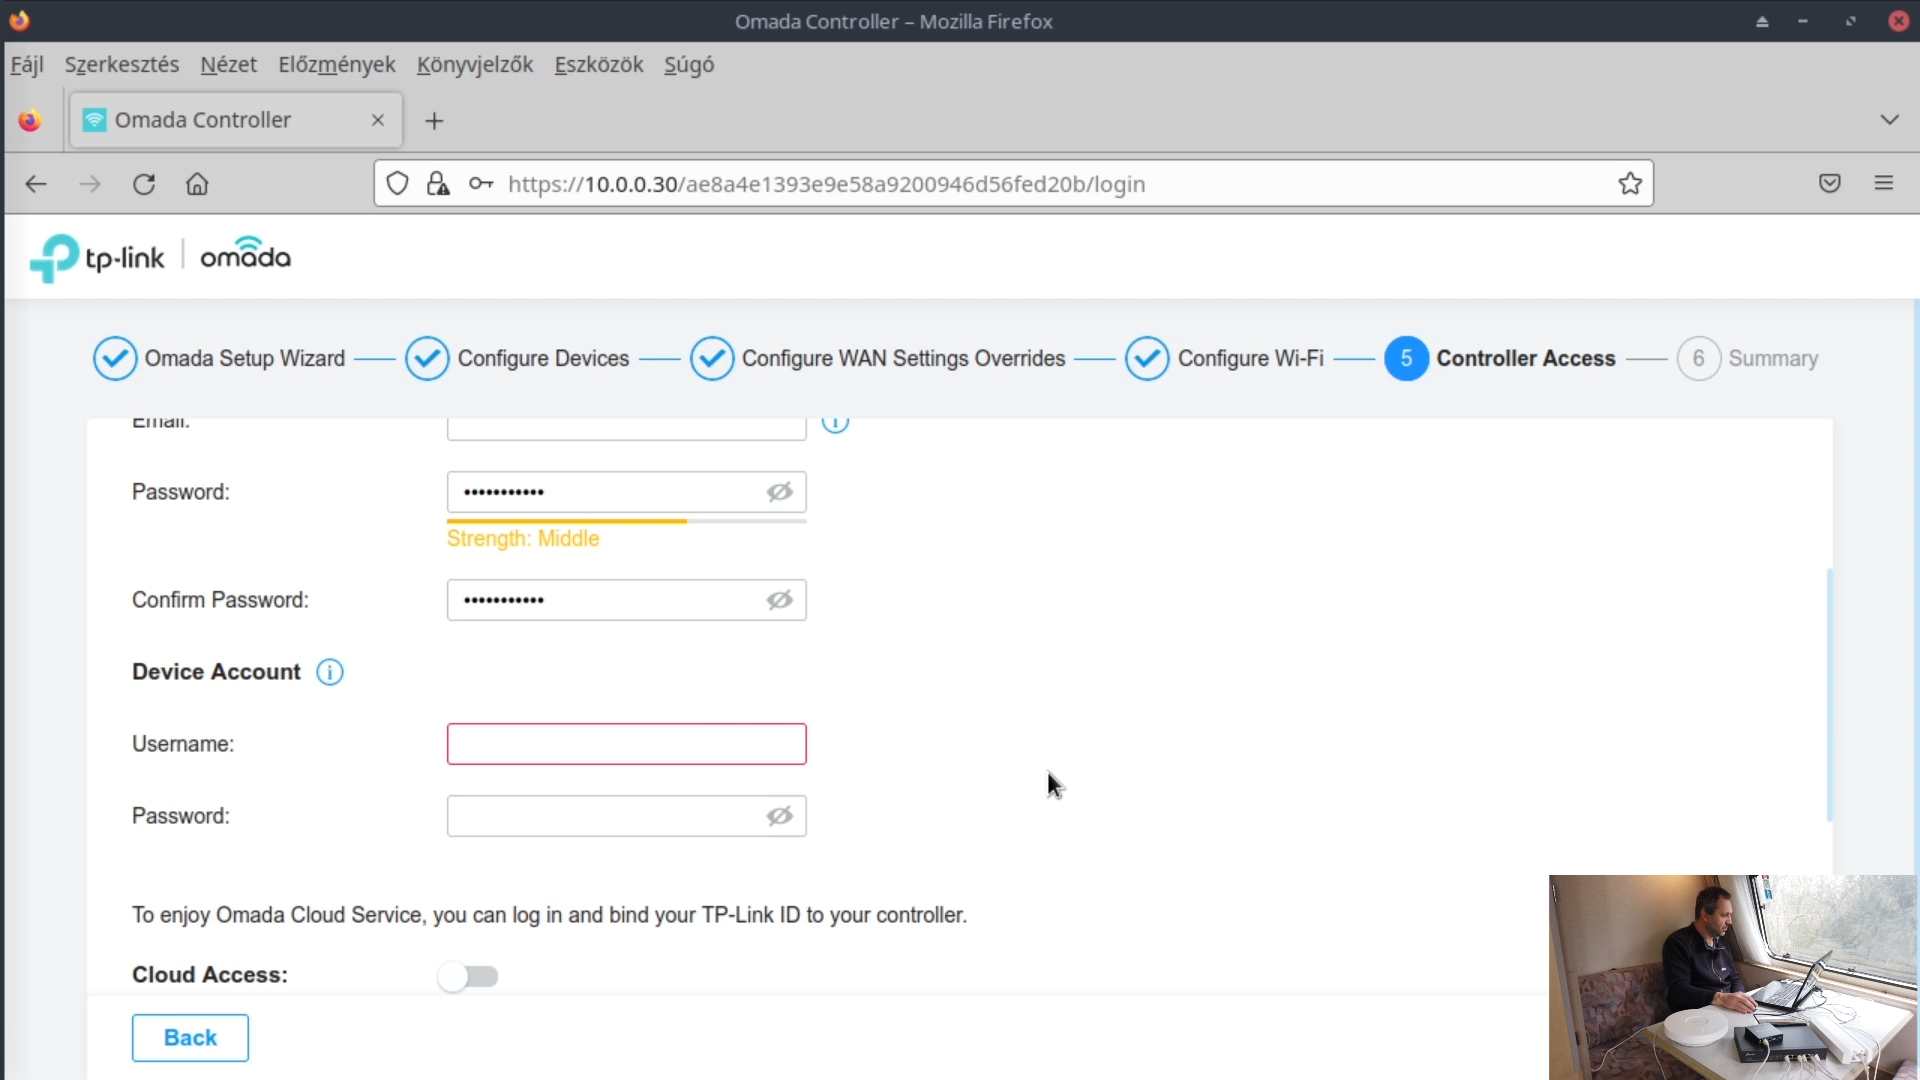 Omada Controller – Mozilla Firefox
Fájl Szerkesztés Nézet Előzmények Könyvjelzők Eszközök Súgó
Omada Controller
https://10.0.0.30/ae8a4e1393e9e58a9200946d56fed20b/login
tp-link omada
Omada Setup Wizard Configure Devices Configure WAN Settings Overrides Configure Wi-Fi 5 Controller Access 6 Summary
Email:
Password:
Strength: Middle
Confirm Password:
Device Account
Username:
Password:
To enjoy Omada Cloud Service, you can log in and bind your TP-Link ID to your controller.
Cloud Access:
Back